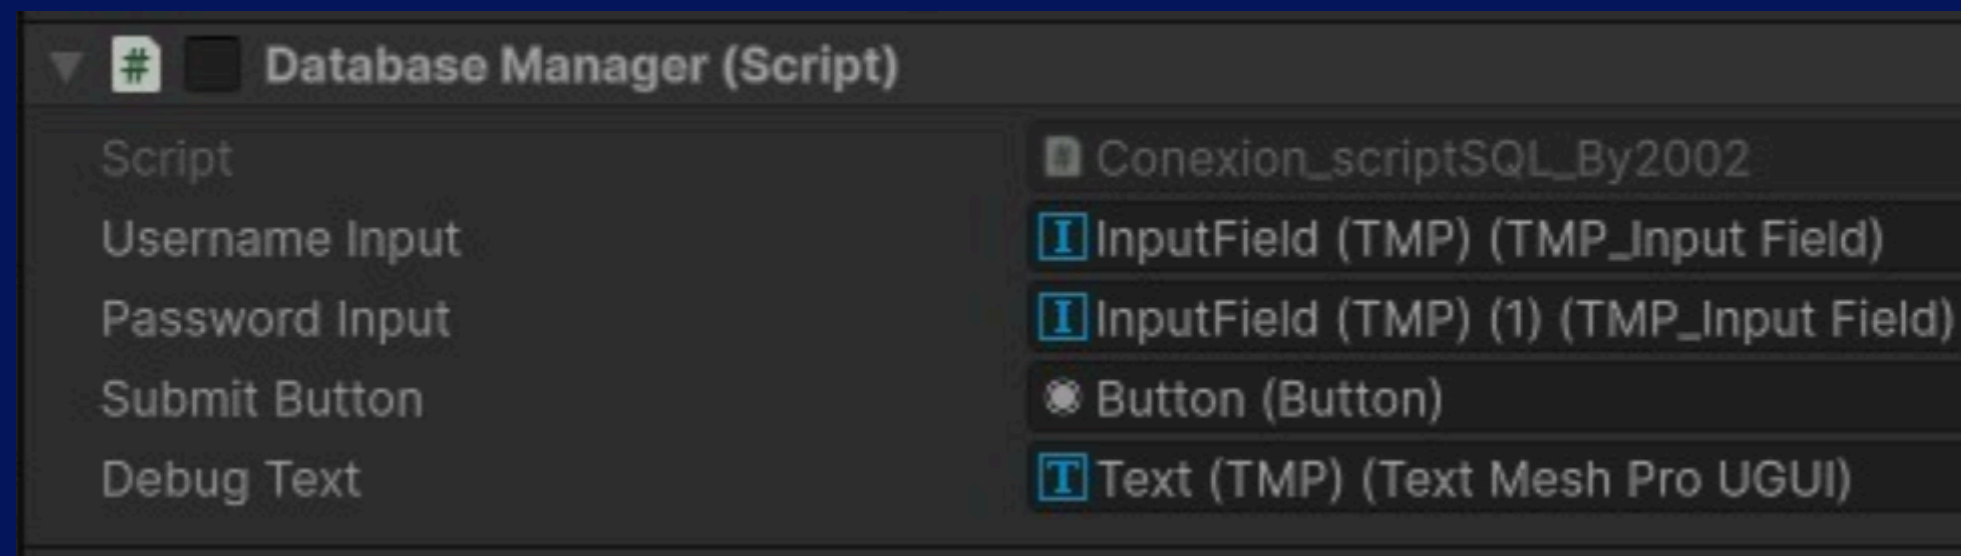 # Database Manager (Script)
Script # Conexion_scriptSQL_By2002
Username Input I InputField (TMP) (TMP_Input Field)
Password Input I InputField (TMP) (1) (TMP_Input Field)
Submit Button Button (Button)
Debug Text T Text (TMP) (Text Mesh Pro UGUI)